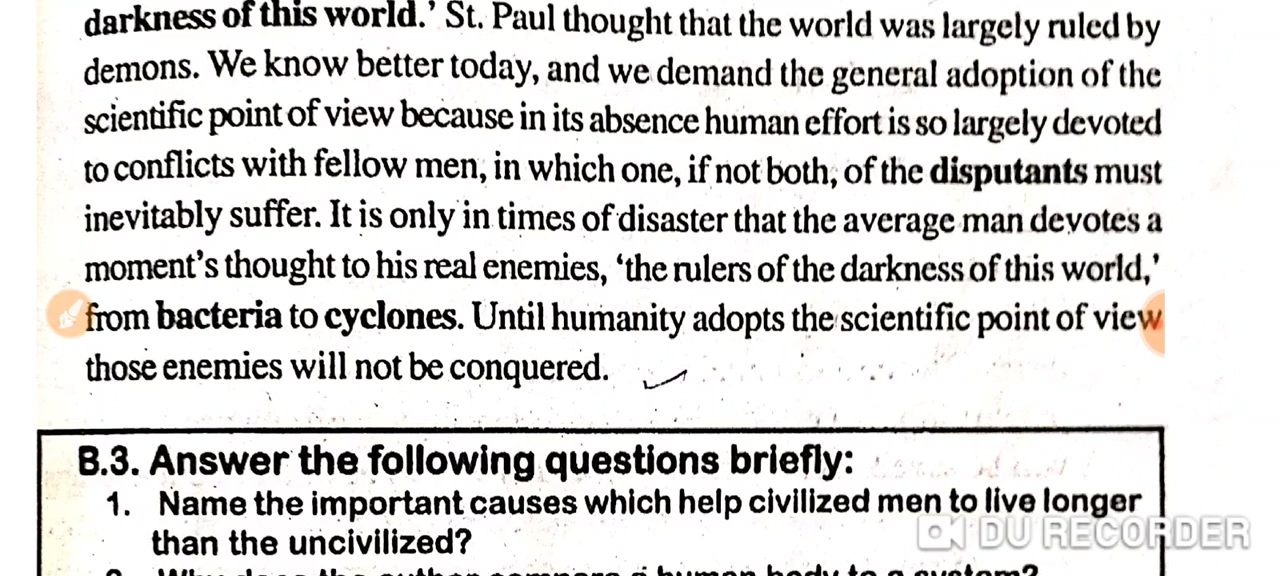 darkness of this world.' St. Paul thought that the world was largely ruled by
demons. We know better today, and we demand the general adoption of the
scientific point of view because in its absence human effort is so largely devoted
to conflicts with fellow men, in which one, if not both, of the disputants must
inevitably suffer. It is only in times of disaster that the average man devotes a
moment's thought to his real enemies, 'the rulers of the darkness of this world,'
from bacteria to cyclones. Until humanity adopts the scientific point of view
those enemies will not be conquered.
B.3. Answer the following questions briefly:
1. Name the important causes which help civilized men to live longer
than the uncivilized?
DU RECORDER